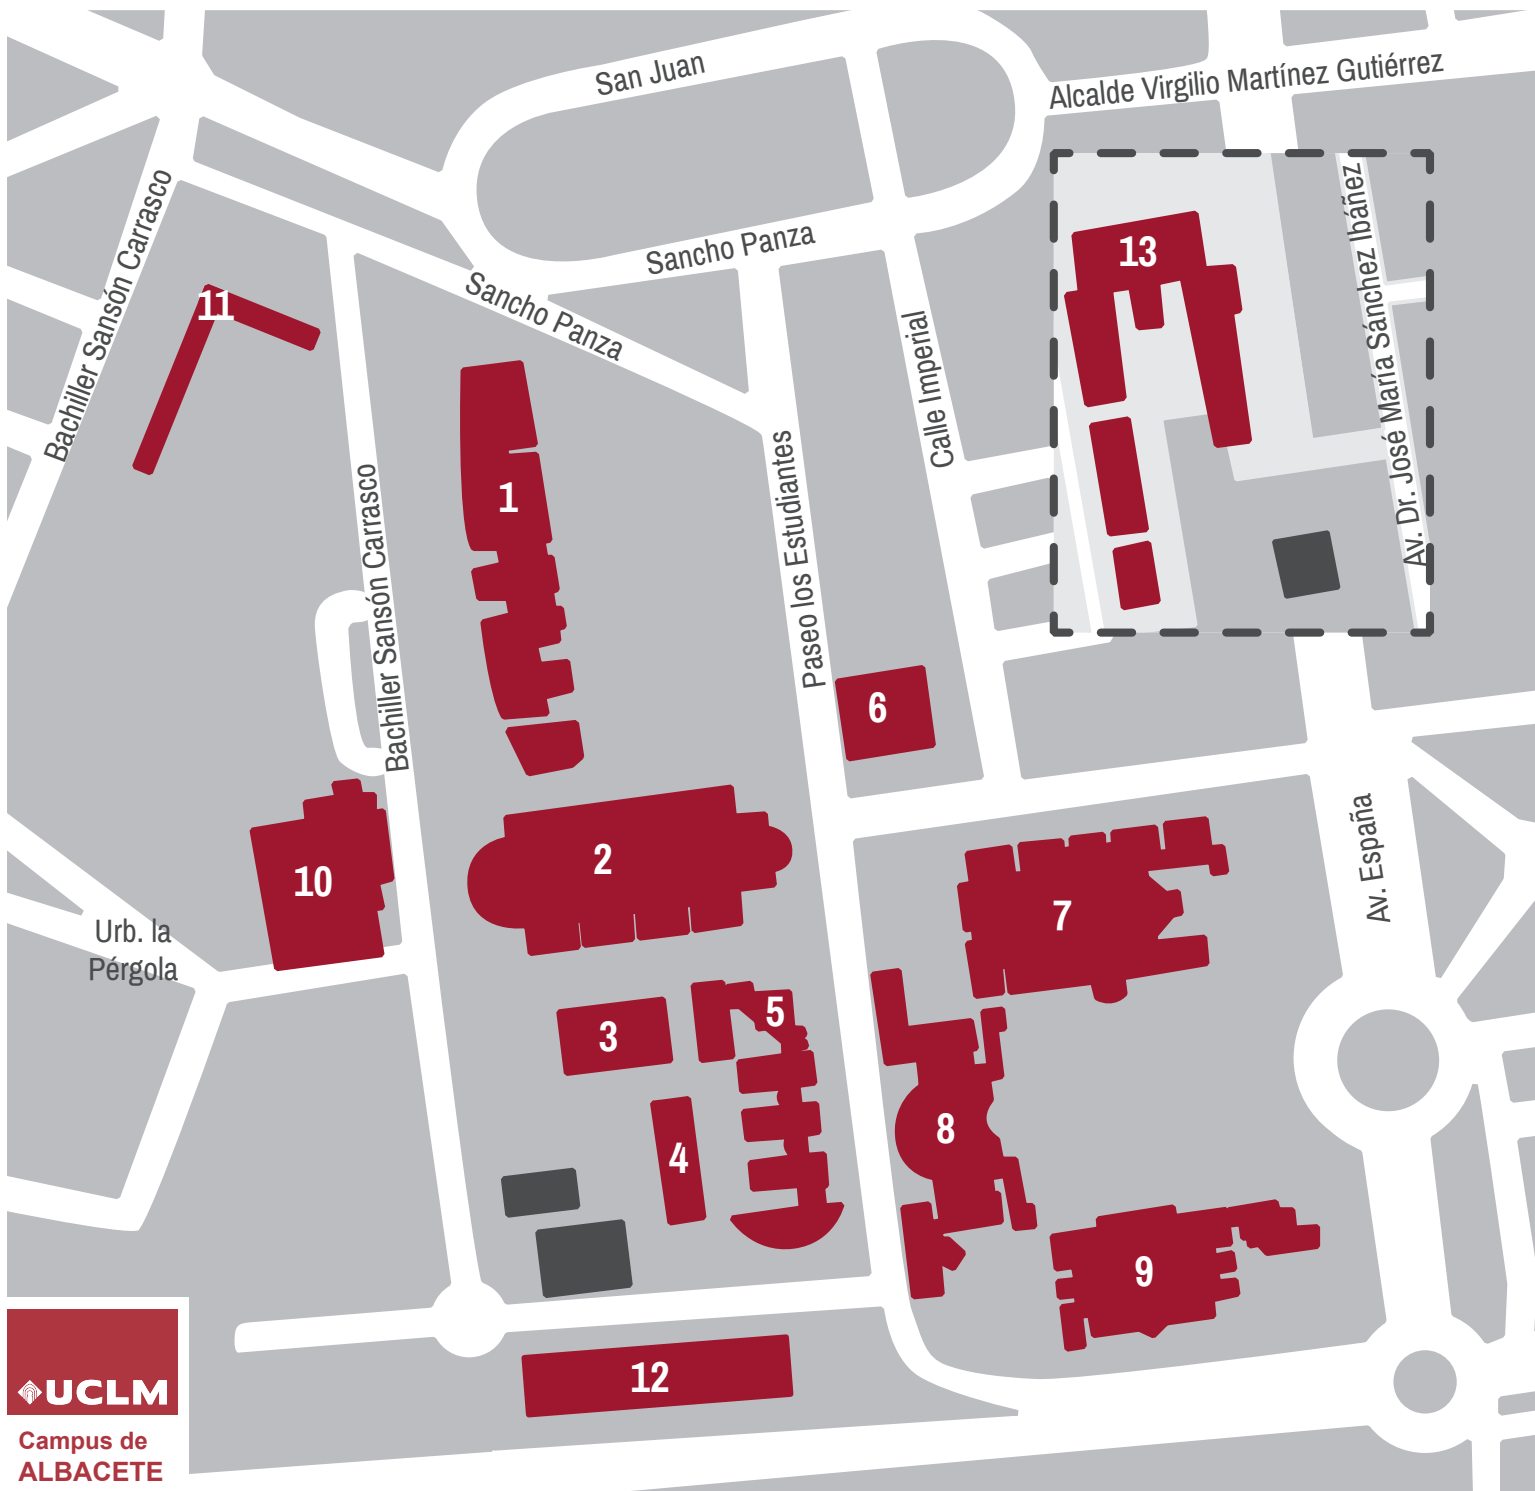 San Juan
Alcalde Virgilio Martínez Gutiérrez
Bachiller Sansón Carrasco
Sancho Panza
Sancho Panza
Av. Dr. José María Sánchez Ibáñez
13
11
Calle Imperial
1
Bachiller Sansón Carrasco
Paseo los Estudiantes
6
Av. España
2
10
7
Urb. la
Pérgola
5
3
8
4
9
12
UCLM
Campus de
ALBACETE